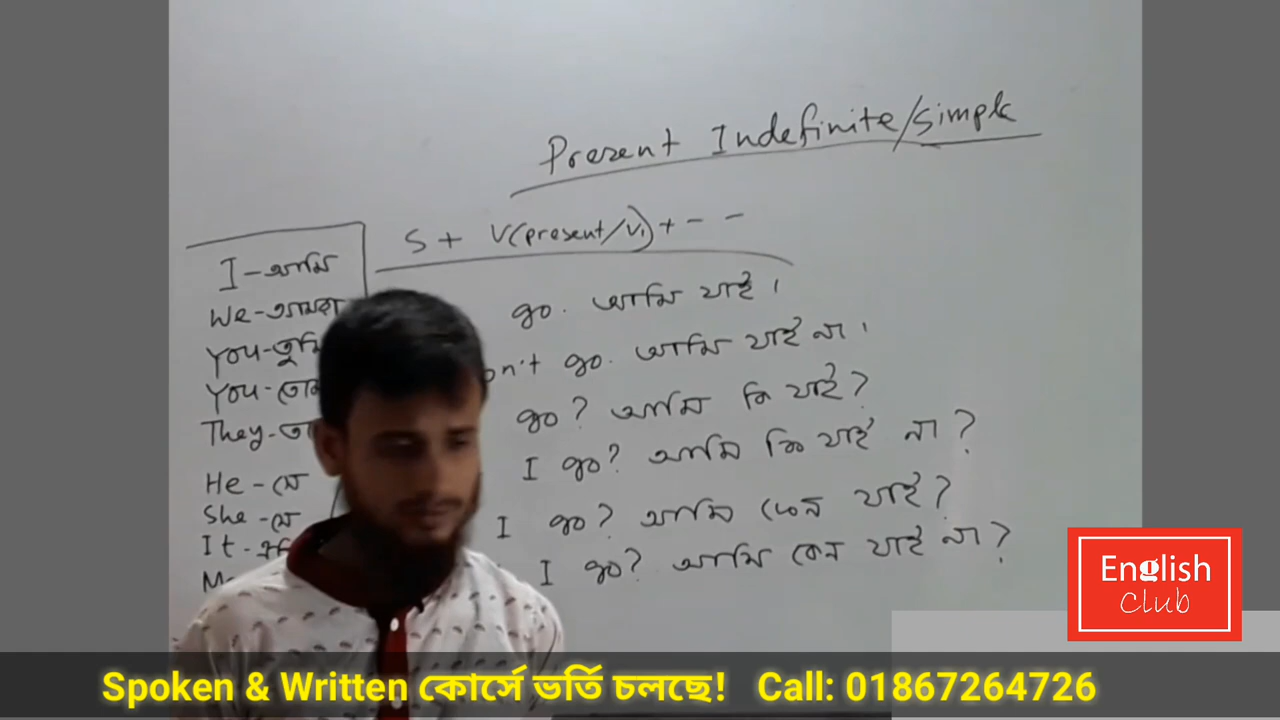 Present Indefinite/Simple
S + V(present/V₁) + - -
I - আমি
We - আমরা
You - তুমি
You -
They -
He - সে
She - সে
It -
go. আমি যাই।
go. আমি যাই না।
go? আমি কি যাই?
I go? আমি কি যাই না?
I go? আমি কেন যাই?
I go? আমি কেন যাই না?
English
Club
Spoken & Written কোর্সে ভর্তি চলছে! Call: 01867264726